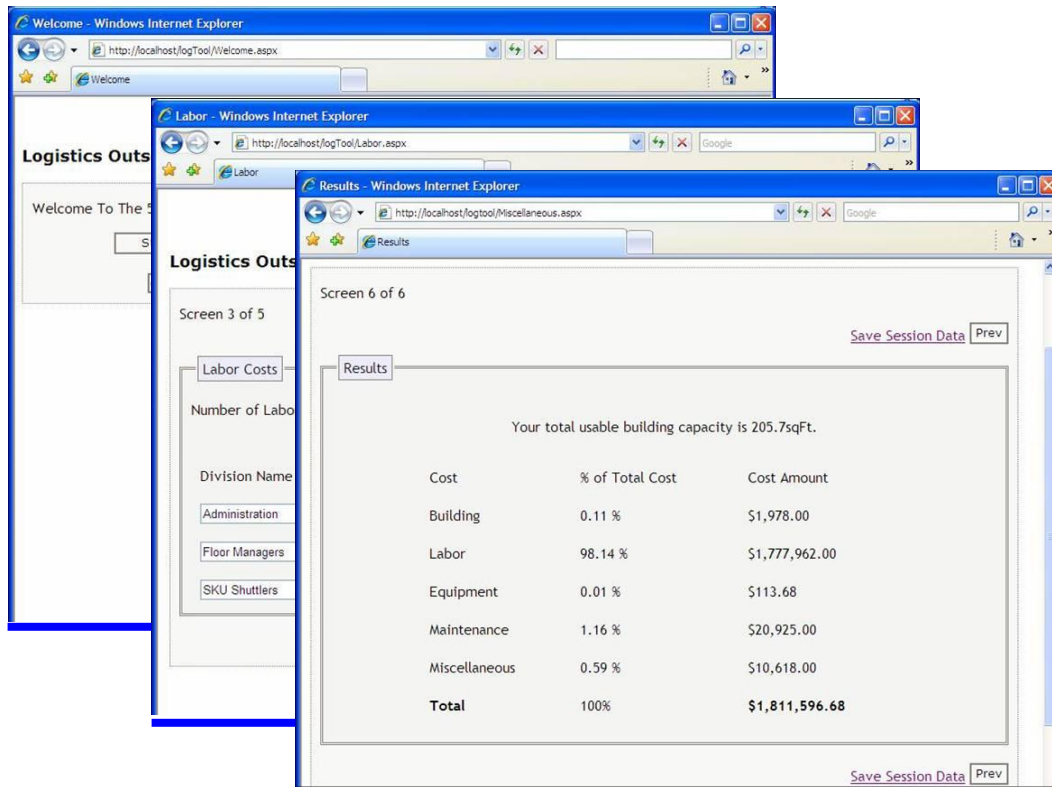 Welcome - Windows Internet Explorer
http://localhost/logTool/Welcome.aspx
Welcome
Logistics Outs
Welcome To The
S
Labor - Windows Internet Explorer
http://localhost/logTool/Labor.aspx
Google
Labor
Logistics Outs
Screen 3 of 5
Labor Costs
Number of Labo
Division Name
Administration
Floor Managers
SKU Shuttlers
Results - Windows Internet Explorer
http://localhost/logtool/Miscellaneous.aspx
Google
Results
Screen 6 of 6
Save Session Data Prev
Results
Your total usable building capacity is 205.7sqFt.
Cost % of Total Cost Cost Amount
Building 0.11 % $1,978.00
Labor 98.14 % $1,777,962.00
Equipment 0.01 % $113.68
Maintenance 1.16 % $20,925.00
Miscellaneous 0.59 % $10,618.00
Total 100% $1,811,596.68
Save Session Data Prev